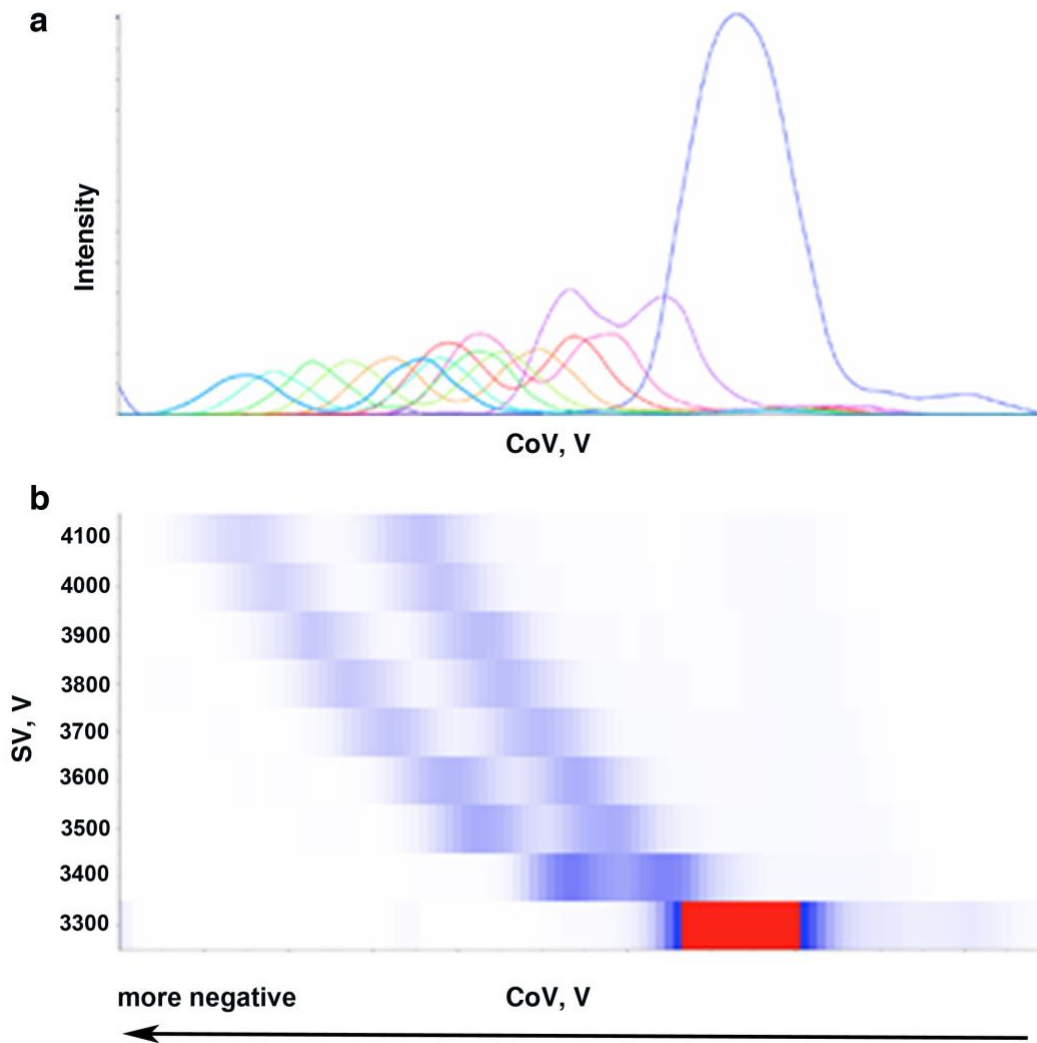 a
Intensity
CoV, V
b
SV, V
4100
4000
3900
3800
3700
3600
3500
3400
3300
more negative
CoV, V